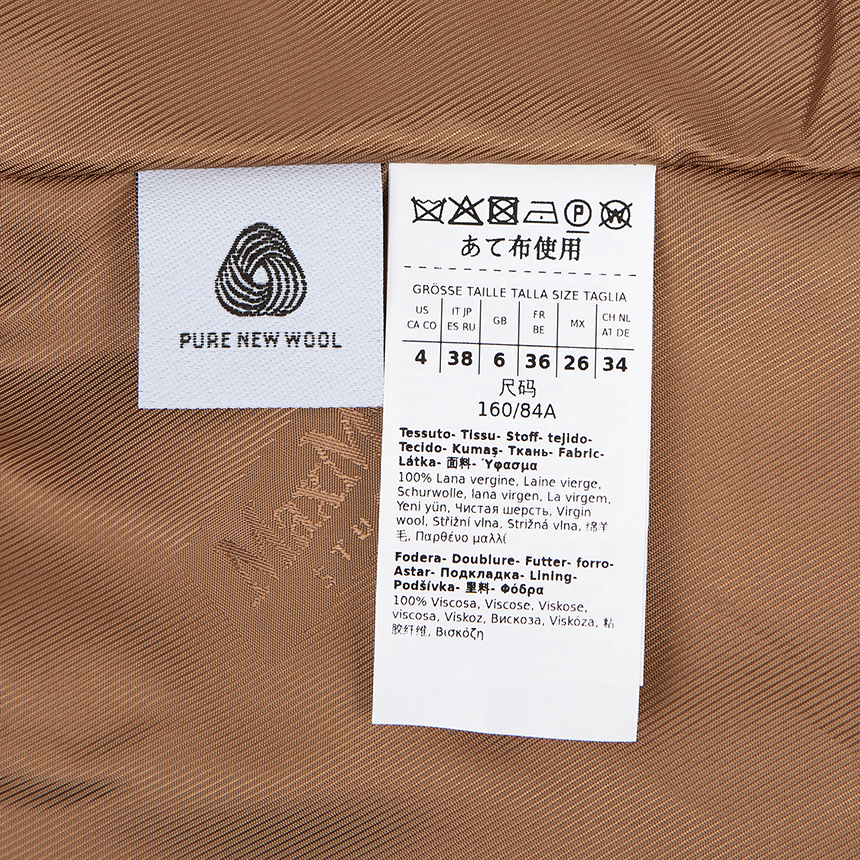 PURE NEW WOOL
P
W
あて布使用
GRÖSSE TAILLE TALLA SIZE TAGLIA
US CA CO
IT JP ES RU
GB
FR BE
MX
CH NL AT DE
4 38 6 36 26 34
尺码
160/84A
Tessuto- Tissu- Stoff- tejido-
Tecido- Kumaş- Ткань- Fabric-
Látka- 面料- Ύφασμα
100% Lana vergine, Laine vierge,
Schurwolle, lana virgen, La virgem,
Yeni yün, Чистая шерсть, Virgin
wool, Střižní vlna, Strižná vlna, 绵羊
毛, Παρθένο μαλλί
Fodera- Doublure- Futter- forro-
Astar- Подкладка- Lining-
Podšívka- 里料- Φόδρα
100% Viscosa, Viscose, Viskose,
viscosa, Viskoz, Вискоза, Viskóza, 粘
胶纤维, Βισκόζη
MAXM
STU